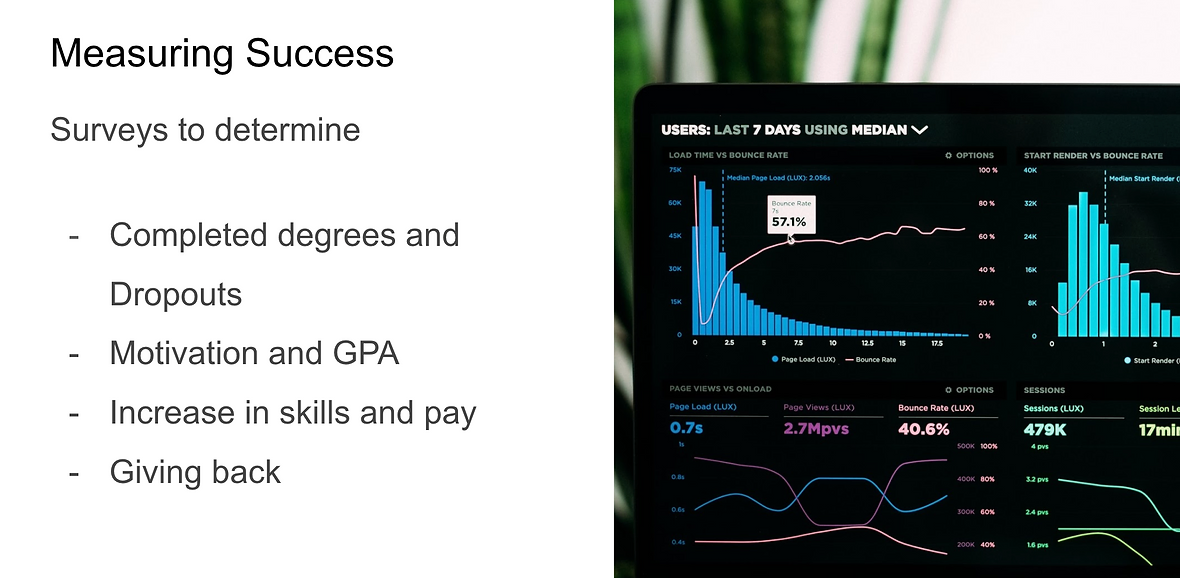 Measuring Success
Surveys to determine
- Completed degrees and
Dropouts
- Motivation and GPA
- Increase in skills and pay
- Giving back
USERS: LAST 7 DAYS USING MEDIAN
LOAD TIME VS BOUNCE RATE
OPTIONS
75K
60K
45K
30K
15K
0
Median Page Load (LUX): 2.056s
Bounce Rate
7s
57.1%
100 %
80 %
60 %
40 %
20 %
0 %
0 2.5 5 7.5 10 12.5 15 17.5
Page Load (LUX) Bounce Rate
START RENDER VS BOUNCE RATE
40K
32K
24K
16K
8K
0
Median Start Render (
0 1 2
Start Render (
PAGE VIEWS VS ONLOAD
OPTIONS
Page Load (LUX) Page Views (LUX) Bounce Rate (LUX)
0.7s 2.7Mpvs 40.6%
1s
0.8s
0.6s
0.4s
500K 100%
400K 80%
300K 60%
200K 40%
SESSIONS
Sessions (LUX) Session Le
479K 17min
4 pvs
3.2 pvs
2.4 pvs
1.6 pvs